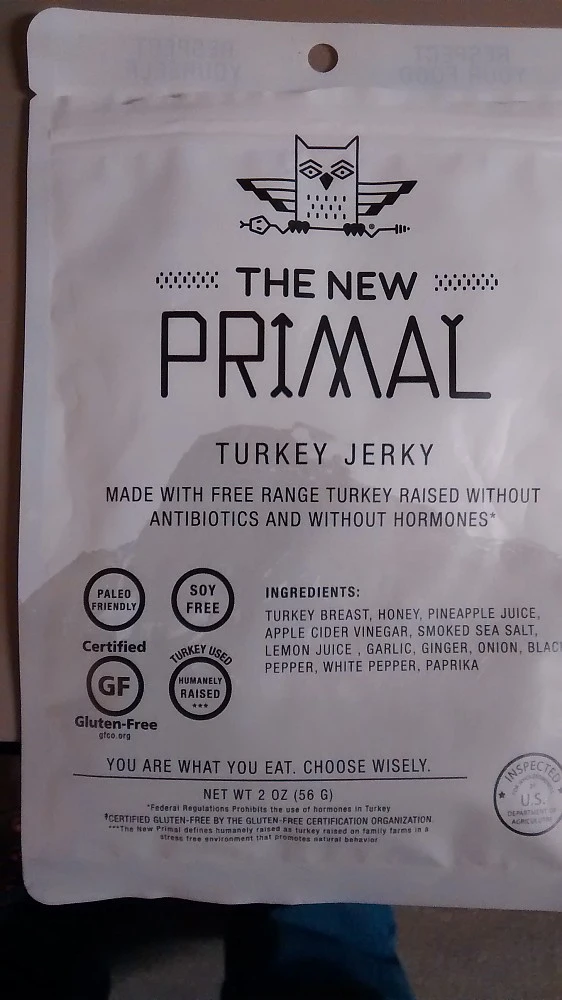 THE NEW
PRIMAL
TURKEY JERKY
MADE WITH FREE RANGE TURKEY RAISED WITHOUT
ANTIBIOTICS AND WITHOUT HORMONES*
PALEO
FRIENDLY
SOY
FREE
Certified
GF
Gluten-Free
gfco.org
TURKEY USED
HUMANELY
RAISED
***
INGREDIENTS:
TURKEY BREAST, HONEY, PINEAPPLE JUICE,
APPLE CIDER VINEGAR, SMOKED SEA SALT,
LEMON JUICE , GARLIC, GINGER, ONION, BLACK
PEPPER, WHITE PEPPER, PAPRIKA
YOU ARE WHAT YOU EAT. CHOOSE WISELY.
NET WT 2 OZ (56 G)
*Federal Regulations Prohibits the use of hormones in Turkey
‡CERTIFIED GLUTEN-FREE BY THE GLUTEN-FREE CERTIFICATION ORGANIZATION.
***The New Primal defines humanely raised as turkey raised on family farms in a
stress free environment that promotes natural behavior
INSPECTED
U.S.
DEPARTMENT OF
AGRICULTURE